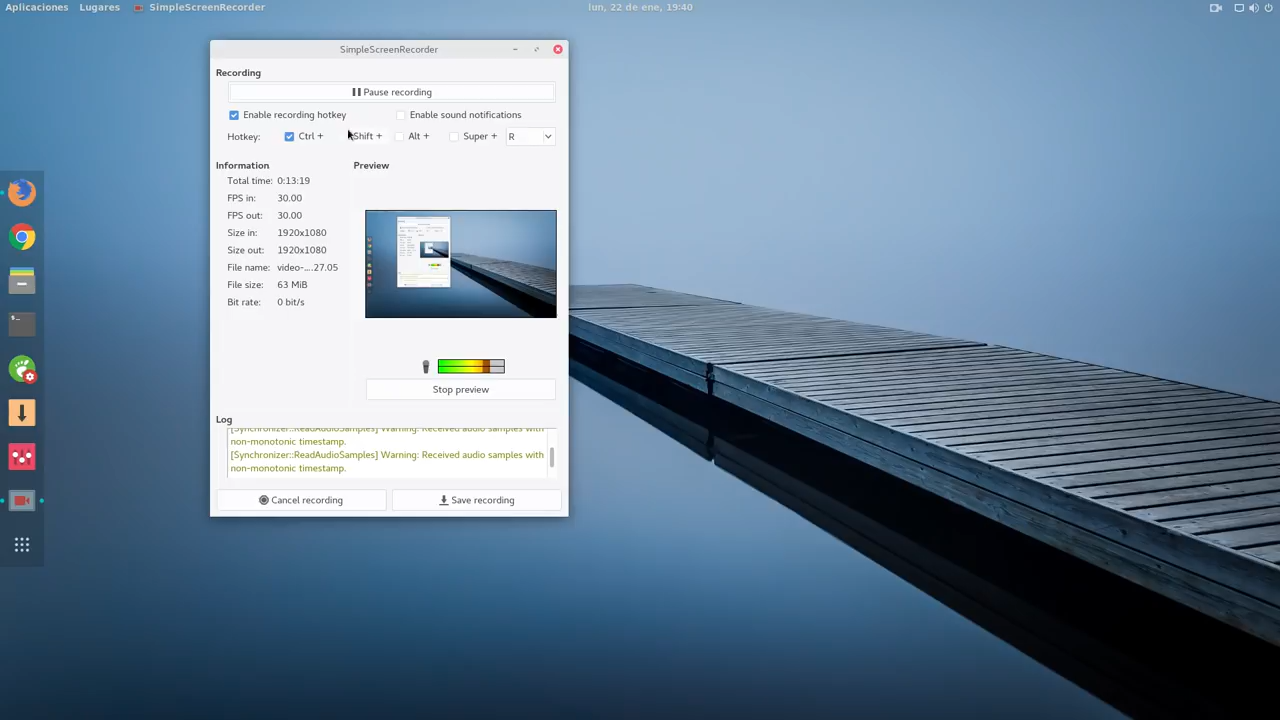 Aplicaciones Lugares SimpleScreenRecorder lun, 22 de ene, 19:40
SimpleScreenRecorder
Recording
Pause recording
Enable recording hotkey Enable sound notifications
Hotkey: Ctrl + Shift + Alt + Super + R
Information Preview
Total time: 0:13:19
FPS in: 30.00
FPS out: 30.00
Size in: 1920x1080
Size out: 1920x1080
File name: video-....27.05
File size: 63 MiB
Bit rate: 0 bit/s
Stop preview
Log
[Synchronizer::ReadAudioSamples] Warning: Received audio samples with
non-monotonic timestamp.
[Synchronizer::ReadAudioSamples] Warning: Received audio samples with
non-monotonic timestamp.
Cancel recording Save recording